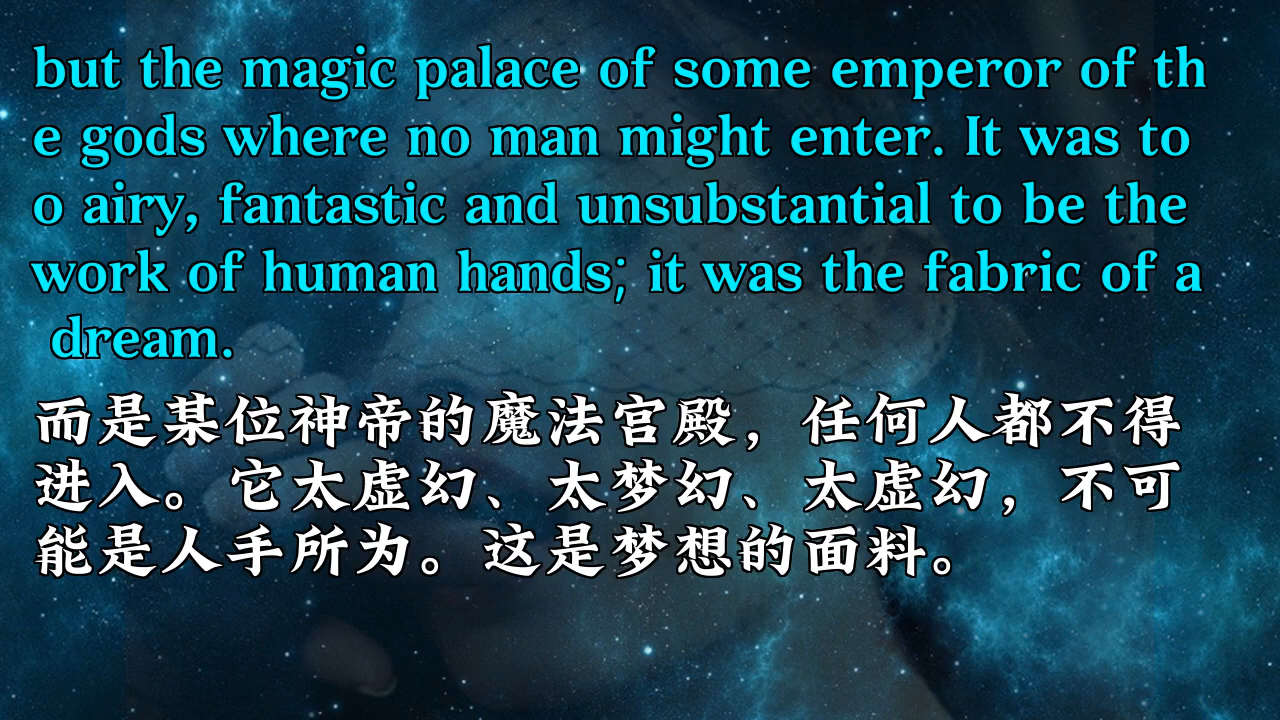 but the magic palace of some emperor of th
e gods where no man might enter. It was to
o airy, fantastic and unsubstantial to be the
work of human hands; it was the fabric of a
dream.
而是某位神帝的魔法宫殿，任何人都不得
进入。它太虚幻、太梦幻、太虚幻，不可
能是人手所为。这是梦想的面料。